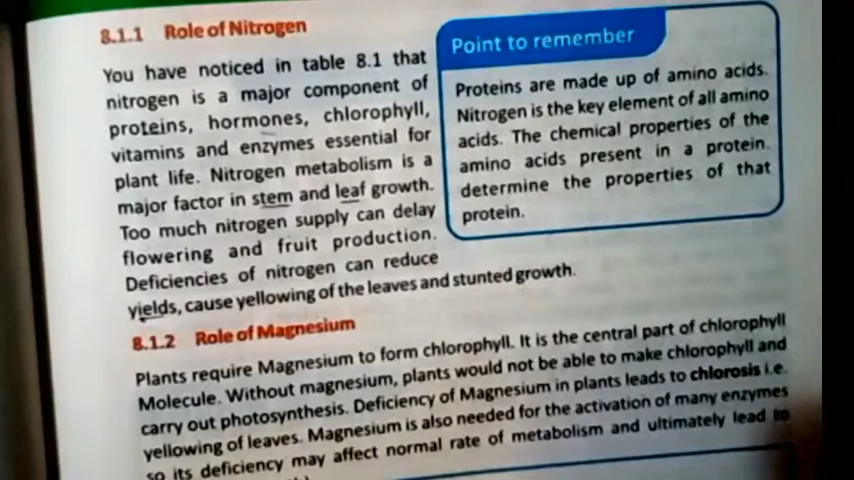 8.1.1 Role of Nitrogen
You have noticed in table 8.1 that
nitrogen is a major component of
proteins, hormones, chlorophyll,
vitamins and enzymes essential for
plant life. Nitrogen metabolism is a
major factor in stem and leaf growth.
Too much nitrogen supply can delay
flowering and fruit production.
Deficiencies of nitrogen can reduce
yields, cause yellowing of the leaves and stunted growth.
Point to remember
Proteins are made up of amino acids.
Nitrogen is the key element of all amino
acids. The chemical properties of the
amino acids present in a protein.
determine the properties of that
protein.
8.1.2 Role of Magnesium
Plants require Magnesium to form chlorophyll. It is the central part of chlorophyll
Molecule. Without magnesium, plants would not be able to make chlorophyll and
carry out photosynthesis. Deficiency of Magnesium in plants leads to chlorosis i.e.
yellowing of leaves. Magnesium is also needed for the activation of many enzymes
so its deficiency may affect normal rate of metabolism and ultimately lead to